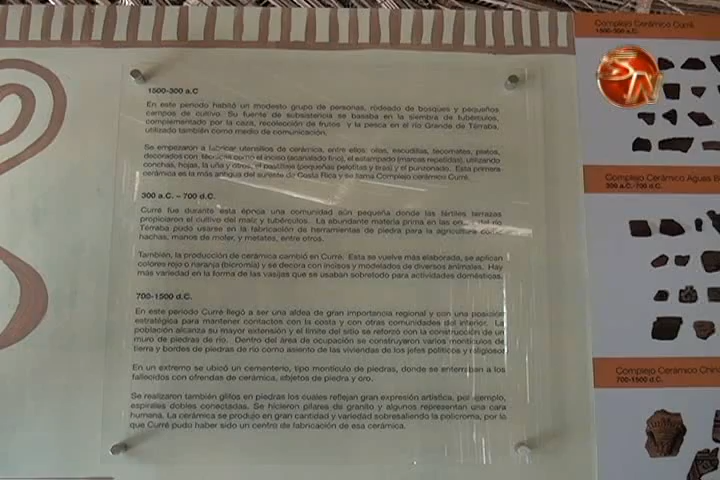 1500-300 a.C
En este periodo habitó un modesto grupo de personas, rodeado de bosques y pequeños
campos de cultivo. Su fuente de subsistencia se basaba en la siembra de tubérculos,
complementado por la caza, recolección de frutos y la pesca en el río Grande de Térraba,
utilizado también como medio de comunicación.
Se empezaron a fabricar utensilios de cerámica, entre ellos: ollas, escudillas, tecomates, platos,
decorados con técnicas como el inciso (acanalado fino), el estampado (marcas repetidas), utilizando
conchas, hojas, la uña y otros, el pastillaje (pequeñas pelotitas y tiras) y el punzonado. Esta primera
cerámica es la más antigua del sureste de Costa Rica y se llama Complejo cerámico Curré.
300 a.C. – 700 d.C.
Curré fue durante esta época una comunidad aún pequeña donde las fértiles terrazas
propiciaron el cultivo del maíz y tubérculos. La abundante materia prima en las del río
Térraba pudo usarse en la fabricación de herramientas de piedra para la agricultura como
hachas, manos de moler, y metates, entre otros.
También, la producción de cerámica cambió en Curré. Esta se vuelve más elaborada, se aplican
colores rojo o naranja (bicromía) y se decora con incisos y modelados de diversos animales. Hay
más variedad en la forma de las vasijas que se usaban sobretodo para actividades domésticas.
700-1500 d.C.
En este periodo Curré llegó a ser una aldea de gran importancia regional y con una posición
estratégica para mantener contactos con la costa y con otras comunidades del interior. La
población alcanza su mayor extensión y el límite del sitio se reforzó con la construcción de un
muro de piedras de río. Dentro del área de ocupación se construyeron varios montículos de
tierra y bordes de piedras de río como asiento de las viviendas de los jefes políticos y religiosos
En un extremo se ubicó un cementerio, tipo montículo de piedras, donde se enterraban a los
fallecidos con ofrendas de cerámica, objetos de piedra y oro.
Se realizaron también glifos en piedras los cuales reflejan gran expresión artística, por ejemplo,
espirales dobles conectadas. Se hicieron pilares de granito y algunos representan una cara
humana. La cerámica se produjo en gran cantidad y variedad sobresaliendo la polícroma, por lo
que Curré pudo haber sido un centro de fabricación de esa cerámica.
Complejo Cerámico Curré
1500-300 a.C.
SN
Complejo Cerámico Aguas B
300 a.C.-700 d.C.
Complejo Cerámico Chiri
700-1500 d.C.